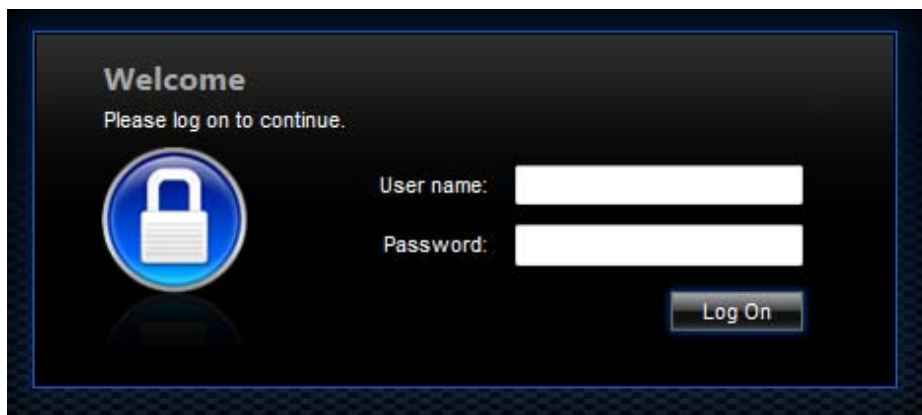 Welcome
Please log on to continue.
User name:
Password:
Log On